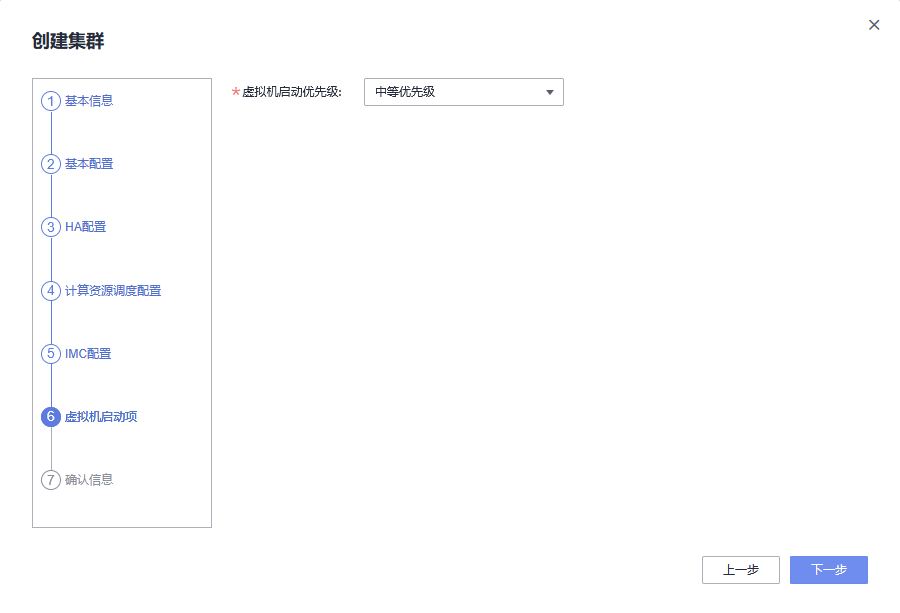 创建集群
1 基本信息
2 基本配置
3 HA配置
4 计算资源调度配置
5 IMC配置
6 虚拟机启动项
7 确认信息
*虚拟机启动优先级: 中等优先级
上一步 下一步